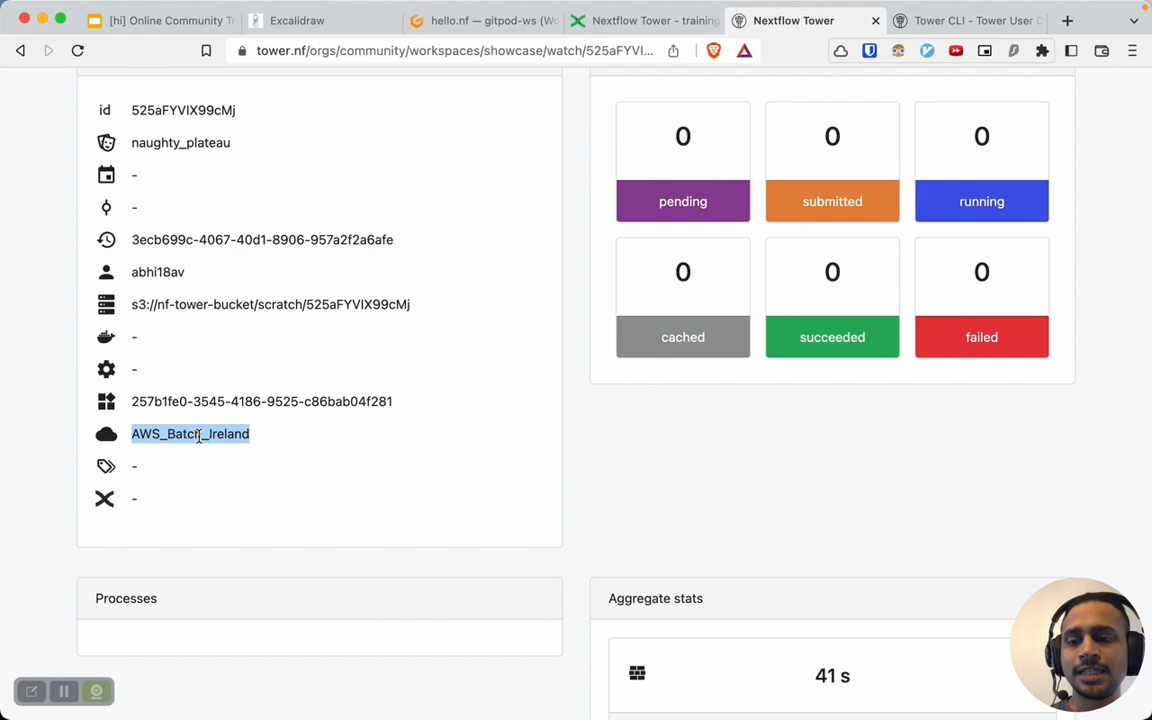 [hi] Online Community Tr
Excalidraw
hello.nf — gitpod-ws (Wo
Nextflow Tower - training
Nextflow Tower
Tower CLI - Tower User D
tower.nf/orgs/community/workspaces/showcase/watch/525aFYVI...
id 525aFYVIX99cMj
naughty_plateau
-
-
3ecb699c-4067-40d1-8906-957a2f2a6afe
abhi18av
s3://nf-tower-bucket/scratch/525aFYVIX99cMj
-
-
257b1fe0-3545-4186-9525-c86bab04f281
AWS_Batch_Ireland
-
-
0 0 0
pending submitted running
0 0 0
cached succeeded failed
Processes
Aggregate stats
41 s